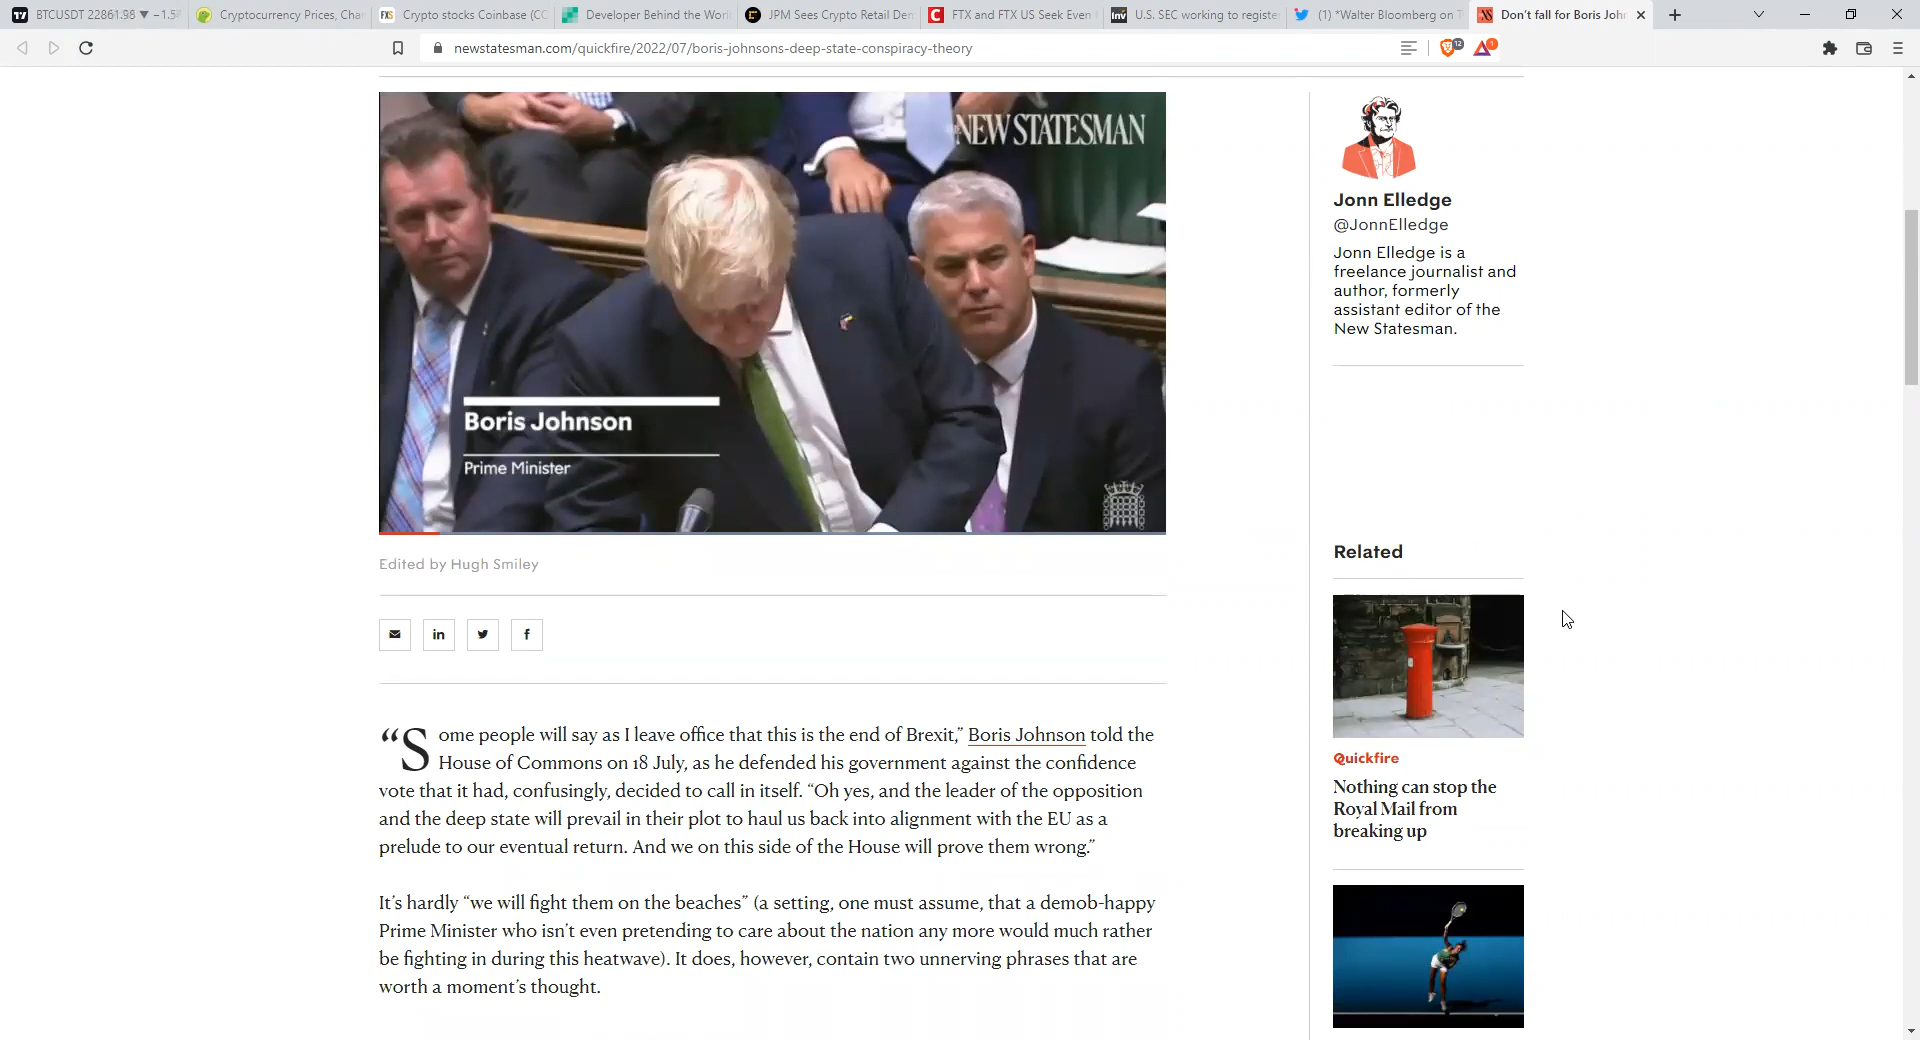 BTCUSDT 22861.98 ▼ −1.5
Cryptocurrency Prices, Cha
Crypto stocks Coinbase (CO
Developer Behind the Worl
JPM Sees Crypto Retail De
FTX and FTX US Seek Even
U.S. SEC working to registe
(1) *Walter Bloomberg on T
Don't fall for Boris John
newstatesman.com/quickfire/2022/07/boris-johnsons-deep-state-conspiracy-theory
12
1
NEW STATESMAN
Boris Johnson
Prime Minister
Edited by Hugh Smiley
in
f
“Some people will say as I leave office that this is the end of Brexit,” Boris Johnson told the
House of Commons on 18 July, as he defended his government against the confidence
vote that it had, confusingly, decided to call in itself. “Oh yes, and the leader of the opposition
and the deep state will prevail in their plot to haul us back into alignment with the EU as a
prelude to our eventual return. And we on this side of the House will prove them wrong.”
It’s hardly “we will fight them on the beaches” (a setting, one must assume, that a demob-happy
Prime Minister who isn’t even pretending to care about the nation any more would much rather
be fighting in during this heatwave). It does, however, contain two unnerving phrases that are
worth a moment’s thought.
Jonn Elledge
@JonnElledge
Jonn Elledge is a
freelance journalist and
author, formerly
assistant editor of the
New Statesman.
Related
Quickfire
Nothing can stop the
Royal Mail from
breaking up